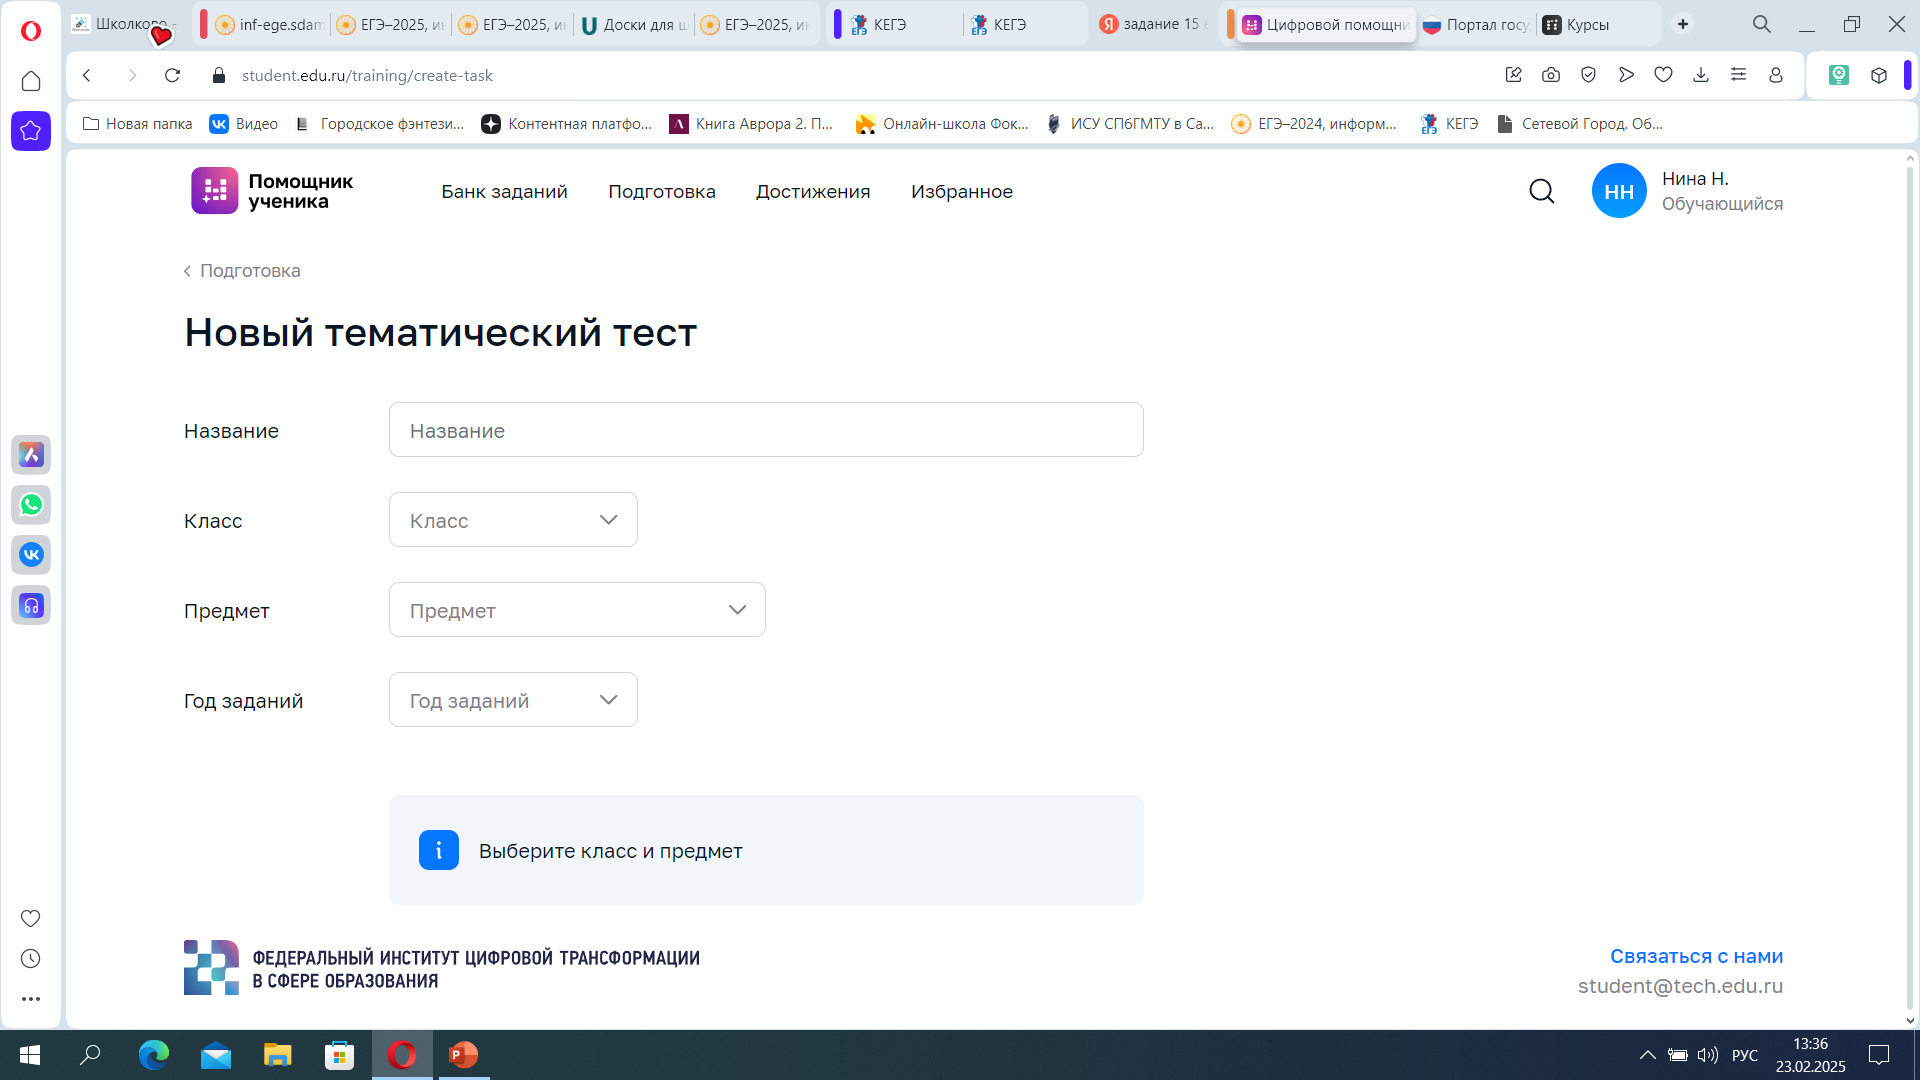 Школково -
inf-ege.sdam
ЕГЭ–2025, ин
ЕГЭ–2025, ин
Доски для ш
ЕГЭ–2025, ин
КЕГЭ
КЕГЭ
задание 15 е
Цифровой помощни
Портал госу
Курсы
student.edu.ru/training/create-task
Новая папка
Видео
Городское фэнтези...
Контентная платфо...
Книга Аврора 2. П...
Онлайн-школа Фок...
ИСУ СПбГМТУ в Са...
ЕГЭ–2024, информ...
КЕГЭ
Сетевой Город. Об...
Помощник
ученика
Банк заданий
Подготовка
Достижения
Избранное
НН
Нина Н.
Обучающийся
Подготовка
Новый тематический тест
Название
Название
Класс
Класс
Предмет
Предмет
Год заданий
Год заданий
Выберите класс и предмет
ФЕДЕРАЛЬНЫЙ ИНСТИТУТ ЦИФРОВОЙ ТРАНСФОРМАЦИИ
В СФЕРЕ ОБРАЗОВАНИЯ
Связаться с нами
student@tech.edu.ru
РУС
13:36
23.02.2025